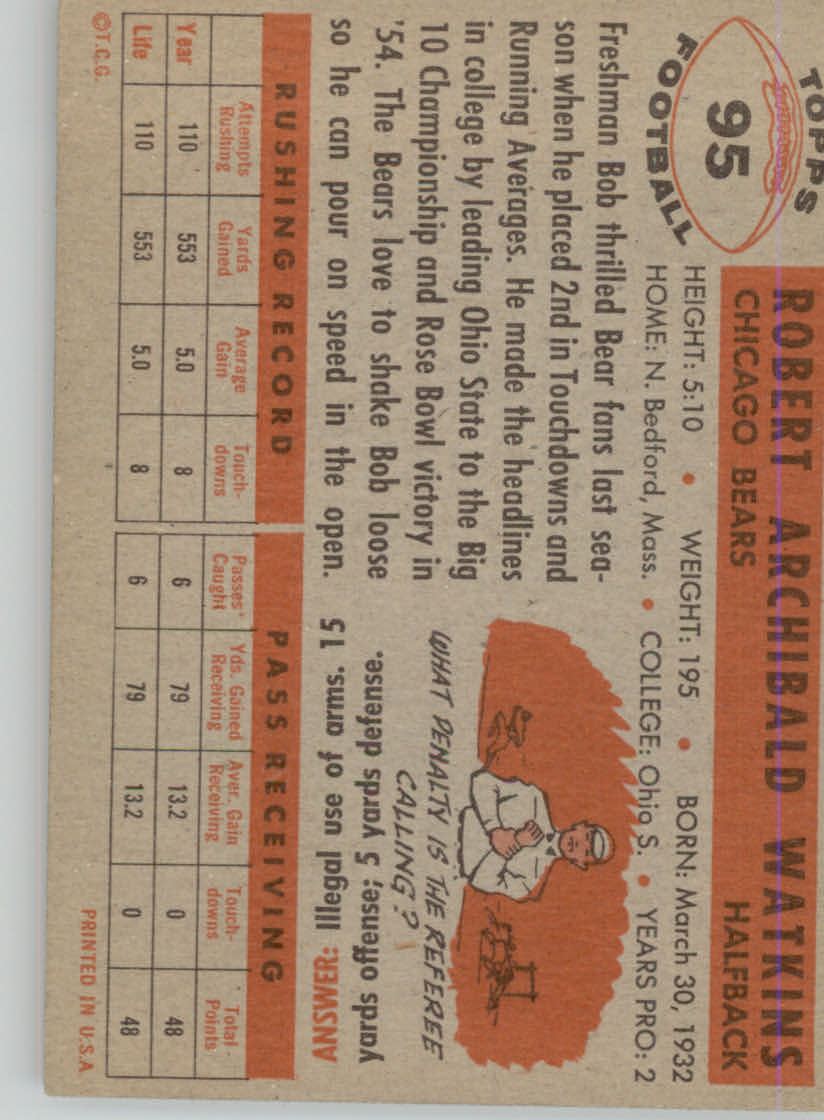 TOPPS
95
FOOTBALL
ROBERT ARCHIBALD WATKINS
CHICAGO BEARS HALFBACK
HEIGHT: 5:10 • WEIGHT: 195 • BORN: March 30, 1932
HOME: N. Bedford, Mass. • COLLEGE: Ohio S. • YEARS PRO: 2
Freshman Bob thrilled Bear fans last sea-
son when he placed 2nd in Touchdowns and
Running Averages. He made the headlines
in college by leading Ohio State to the Big
10 Championship and Rose Bowl victory in
'54. The Bears love to shake Bob loose
so he can pour on speed in the open.
WHAT PENALTY IS THE REFEREE
CALLING?
ANSWER: Illegal use of arms. 15
yards offense; 5 yards defense.
RUSHING RECORD PASS RECEIVING
Attempts Rushing Yards Gained Average Gain Touch-downs Passes Caught Yds. Gained Receiving Aver. Gain Receiving Touch-downs Total Points
Year 110 553 5.0 8 6 79 13.2 0 48
Life 110 553 5.0 8 6 79 13.2 0 48
©T.C.G. PRINTED IN U.S.A